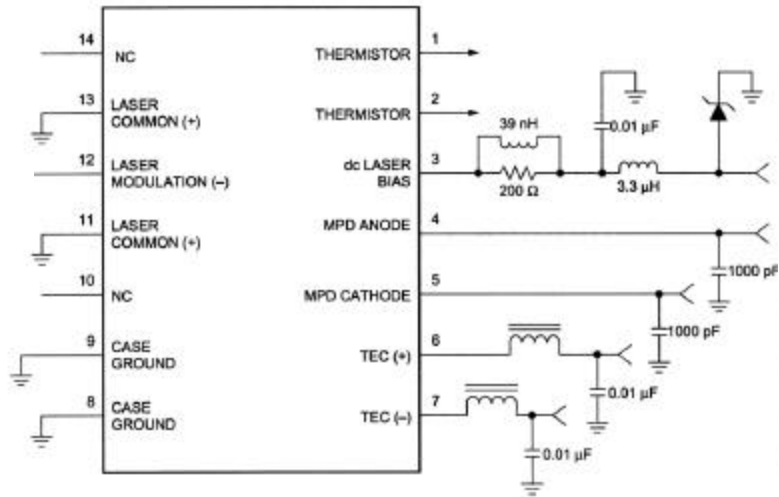 14
NC
13
LASER
COMMON (+)
12
LASER
MODULATION (–)
11
LASER
COMMON (+)
10
NC
9
CASE
GROUND
8
CASE
GROUND
1
THERMISTOR
2
THERMISTOR
3
dc LASER
BIAS
4
MPD ANODE
5
MPD CATHODE
6
TEC (+)
7
TEC (–)
39 nH
200 Ω
0.01 µF
3.3 µH
1000 pF
1000 pF
0.01 µF
0.01 µF